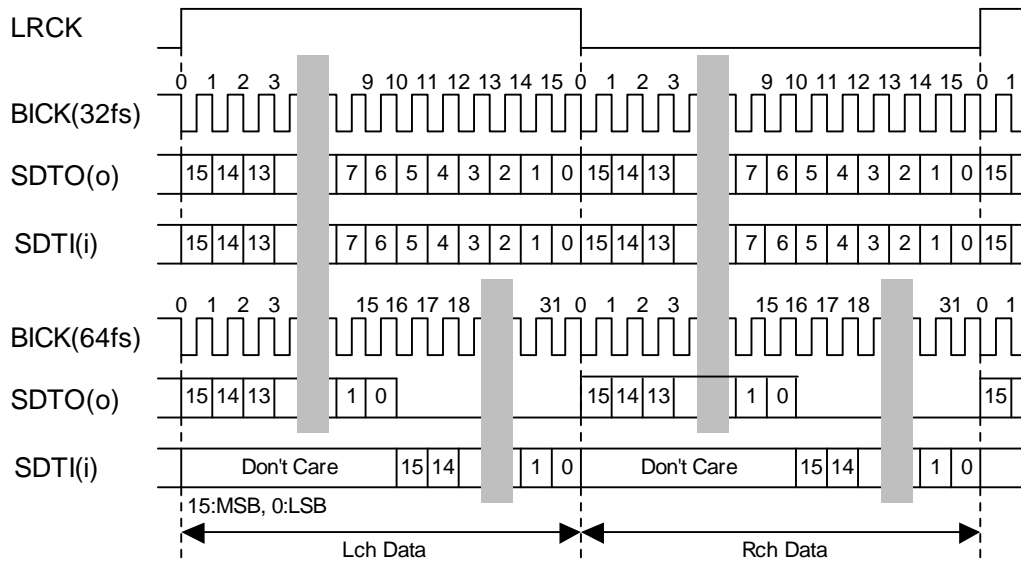 LRCK
0 1 2 3 9 10 11 12 13 14 15 0 1 2 3 9 10 11 12 13 14 15 0 1
BICK(32fs)
SDTO(o) 15 14 13 7 6 5 4 3 2 1 0 15 14 13 7 6 5 4 3 2 1 0 15
SDTI(i) 15 14 13 7 6 5 4 3 2 1 0 15 14 13 7 6 5 4 3 2 1 0 15
0 1 2 3 15 16 17 18 31 0 1 2 3 15 16 17 18 31 0 1
BICK(64fs)
SDTO(o) 15 14 13 1 0 15 14 13 1 0 15
SDTI(i) Don't Care 15 14 1 0 Don't Care 15 14 1 0
15:MSB, 0:LSB
Lch Data Rch Data